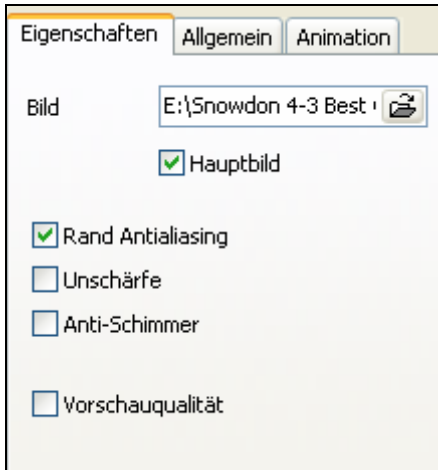 Eigenschaften Allgemein Animation
Bild E:\Snowdon 4-3 Best
Hauptbild
Rand Antialiasing
Unschärfe
Anti-Schimmer
Vorschauqualität